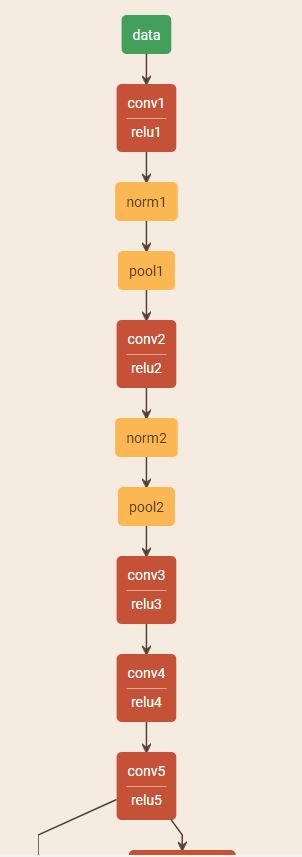 data
conv1
relu1
norm1
pool1
conv2
relu2
norm2
pool2
conv3
relu3
conv4
relu4
conv5
relu5